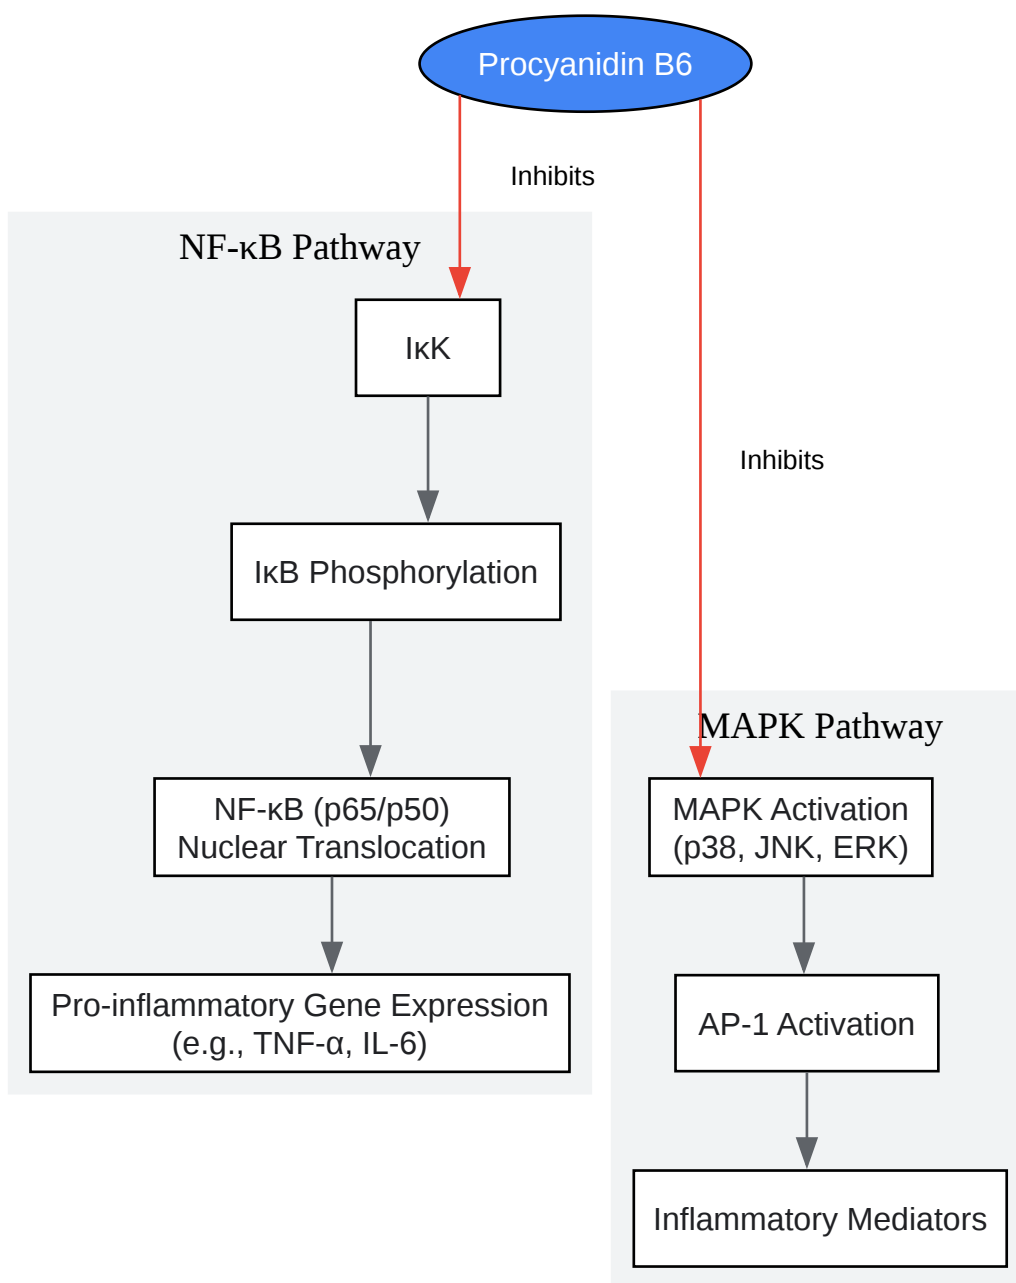 Procyanidin B6
Inhibits
NF-κB Pathway
IκK
Inhibits
IκB Phosphorylation
MAPK Pathway
NF-κB (p65/p50)
Nuclear Translocation
MAPK Activation
(p38, JNK, ERK)
Pro-inflammatory Gene Expression
(e.g., TNF-α, IL-6)
AP-1 Activation
Inflammatory Mediators